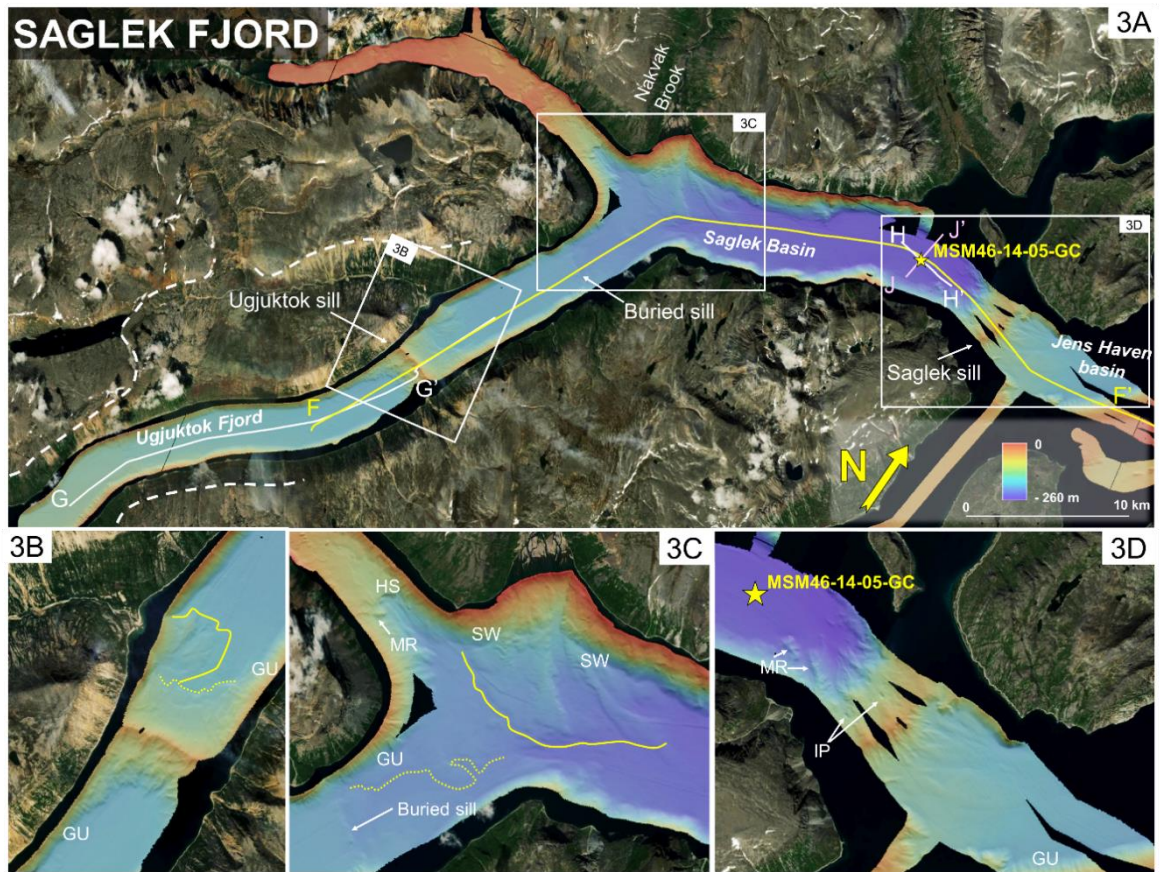 SAGLEK FJORD
3A
Nakvak
Brook
3C
3B
3D
Ugjuktok sill
Saglek Basin
H
J'
MSM46-14-05-GC
J
H'
Buried sill
Saglek sill
Jens Haven
basin
F
G'
F'
Ugjuktok Fjord
G
N
0
- 260 m
0
10 km
3B
GU
GU
3C
HS
MR
SW
SW
GU
Buried sill
3D
MSM46-14-05-GC
MR
IP
GU